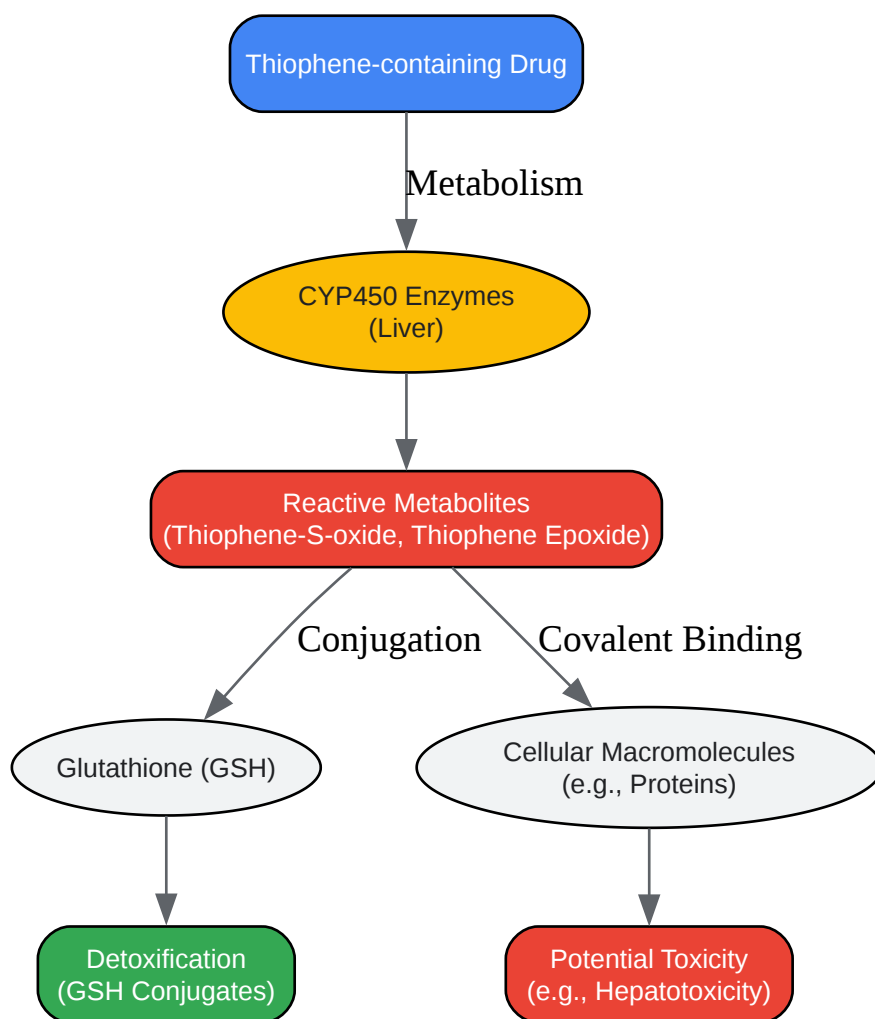 Thiophene-containing Drug
Metabolism
CYP450 Enzymes
(Liver)
Reactive Metabolites
(Thiophene-S-oxide, Thiophene Epoxide)
Conjugation
Covalent Binding
Glutathione (GSH)
Cellular Macromolecules
(e.g., Proteins)
Detoxification
(GSH Conjugates)
Potential Toxicity
(e.g., Hepatotoxicity)